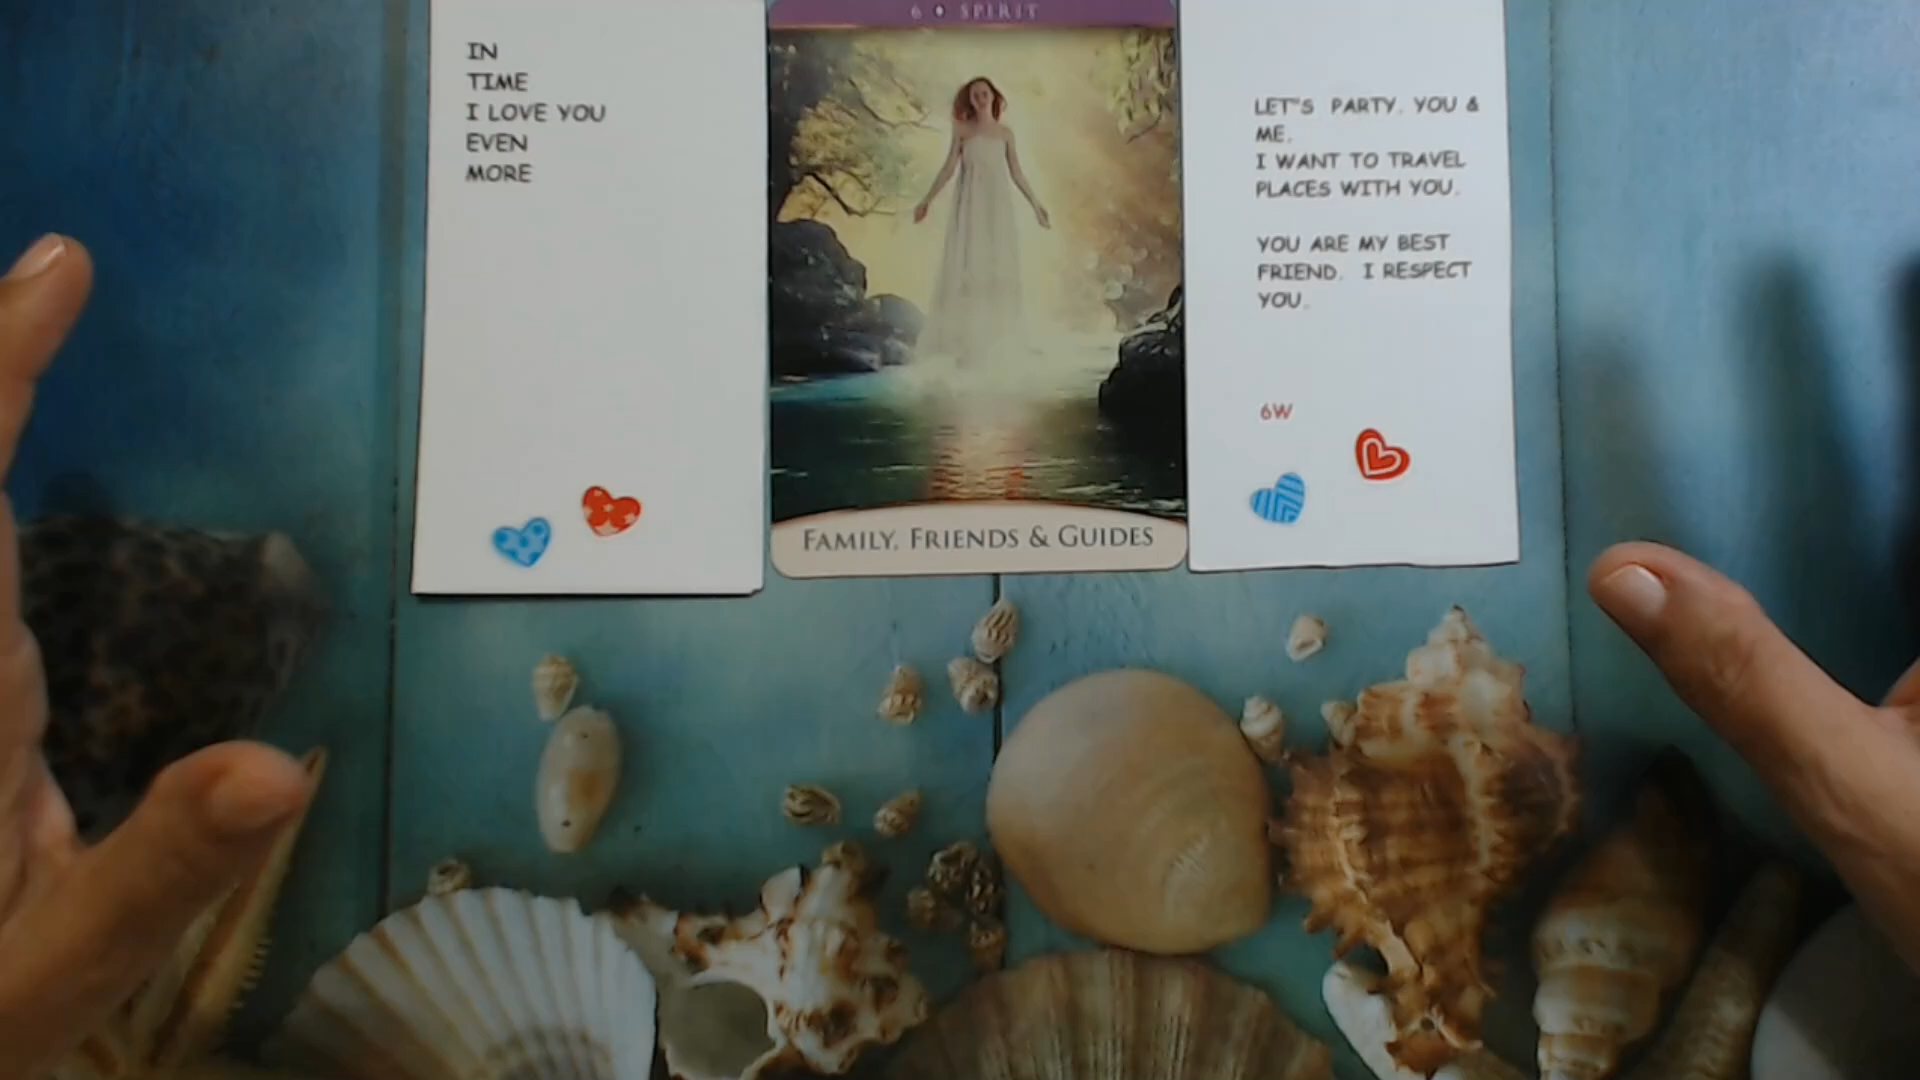 IN
TIME
I LOVE YOU
EVEN
MORE
6 • SPIRIT
FAMILY, FRIENDS & GUIDES
LET"S PARTY. YOU &
ME.
I WANT TO TRAVEL
PLACES WITH YOU.
YOU ARE MY BEST
FRIEND. I RESPECT
YOU.
6W